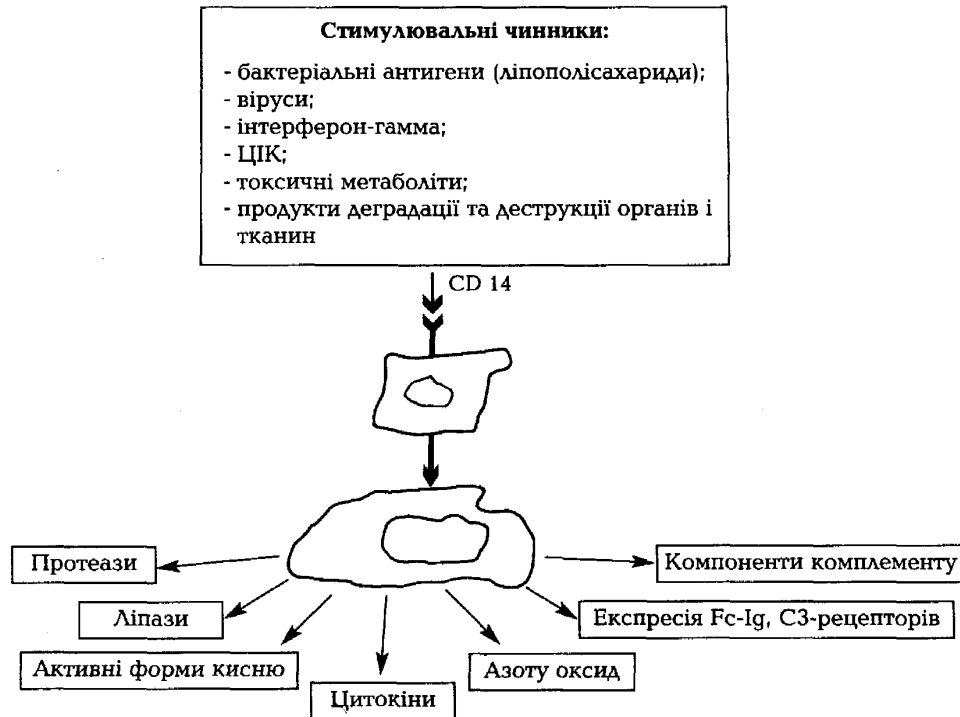 Стимулювальні чинники:
- бактеріальні антигени (ліпополісахариди);
- віруси;
- інтерферон-гамма;
- ЦІК;
- токсичні метаболіти;
- продукти деградації та деструкції органів і
тканин
CD 14
Протеази
Компоненти комплементу
Ліпази
Експресія Fc-Ig, C3-рецепторів
Активні форми кисню
Азоту оксид
Цитокіни